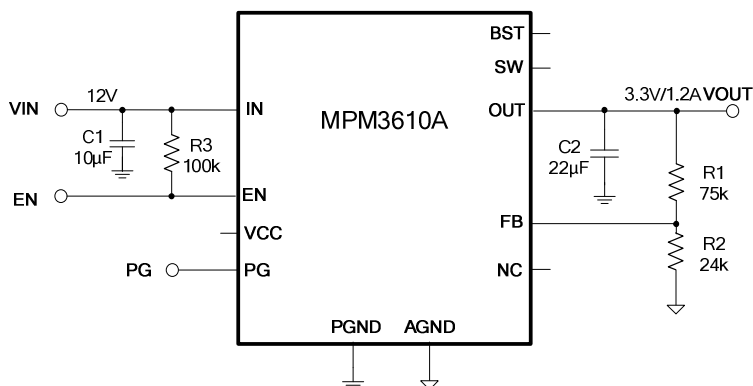 BST
SW
3.3V/1.2A VOUT
12V
VIN
IN
MPM3610A
OUT
C1
10µF
R3
100k
C2
22µF
R1
75k
EN
EN
FB
VCC
R2
24k
PG
PG
NC
PGND
AGND